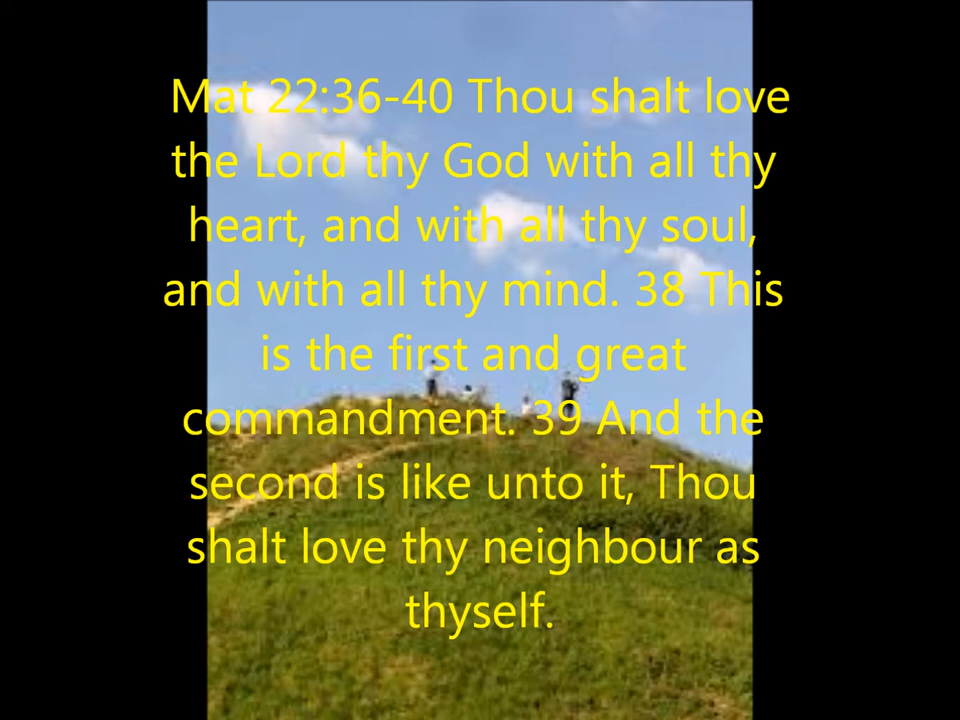 Mat 22:36-40 Thou shalt love
the Lord thy God with all thy
heart, and with all thy soul,
and with all thy mind. 38 This
is the first and great
commandment. 39 And the
second is like unto it, Thou
shalt love thy neighbour as
thyself.